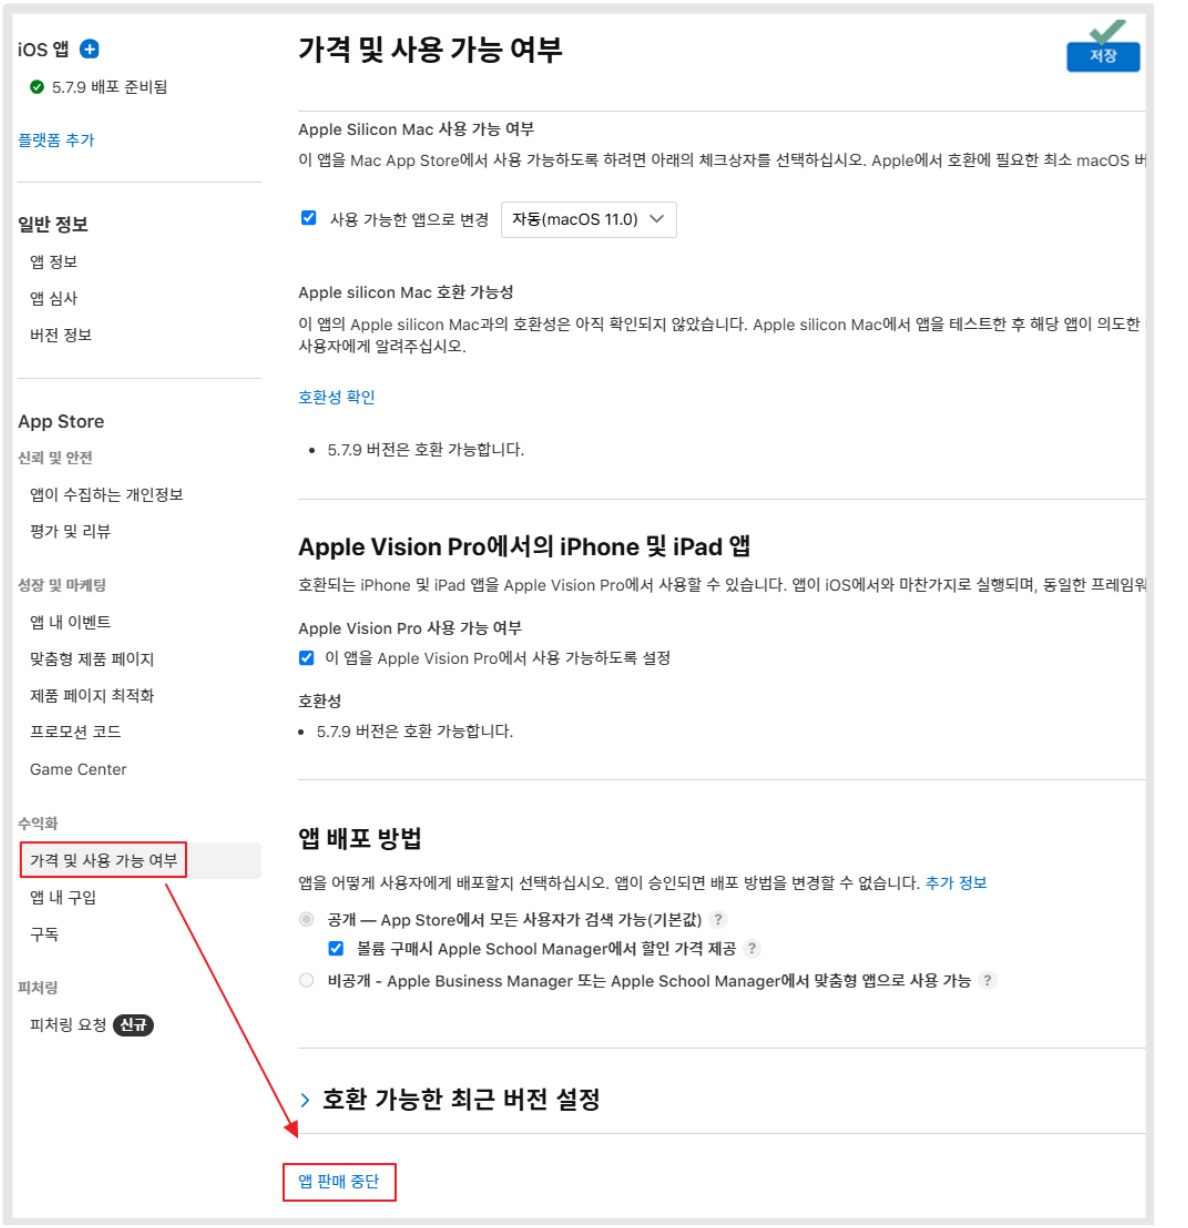 iOS 앱
5.7.9 배포 준비됨
플랫폼 추가
일반 정보
앱 정보
앱 심사
버전 정보
App Store
신뢰 및 안전
앱이 수집하는 개인정보
평가 및 리뷰
성장 및 마케팅
앱 내 이벤트
맞춤형 제품 페이지
제품 페이지 최적화
프로모션 코드
Game Center
수익화
가격 및 사용 가능 여부
앱 내 구입
구독
피처링
피처링 요청 신규
가격 및 사용 가능 여부
저장
Apple Silicon Mac 사용 가능 여부
이 앱을 Mac App Store에서 사용 가능하도록 하려면 아래의 체크상자를 선택하십시오. Apple에서 호환에 필요한 최소 macOS 버
사용 가능한 앱으로 변경 자동(macOS 11.0)
Apple silicon Mac 호환 가능성
이 앱의 Apple silicon Mac과의 호환성은 아직 확인되지 않았습니다. Apple silicon Mac에서 앱을 테스트한 후 해당 앱이 의도한
사용자에게 알려주십시오.
호환성 확인
• 5.7.9 버전은 호환 가능합니다.
Apple Vision Pro에서의 iPhone 및 iPad 앱
호환되는 iPhone 및 iPad 앱을 Apple Vision Pro에서 사용할 수 있습니다. 앱이 iOS에서와 마찬가지로 실행되며, 동일한 프레임워
Apple Vision Pro 사용 가능 여부
이 앱을 Apple Vision Pro에서 사용 가능하도록 설정
호환성
• 5.7.9 버전은 호환 가능합니다.
앱 배포 방법
앱을 어떻게 사용자에게 배포할지 선택하십시오. 앱이 승인되면 배포 방법을 변경할 수 없습니다. 추가 정보
공개 — App Store에서 모든 사용자가 검색 가능(기본값) ?
볼륨 구매시 Apple School Manager에서 할인 가격 제공 ?
비공개 - Apple Business Manager 또는 Apple School Manager에서 맞춤형 앱으로 사용 가능 ?
호환 가능한 최근 버전 설정
앱 판매 중단